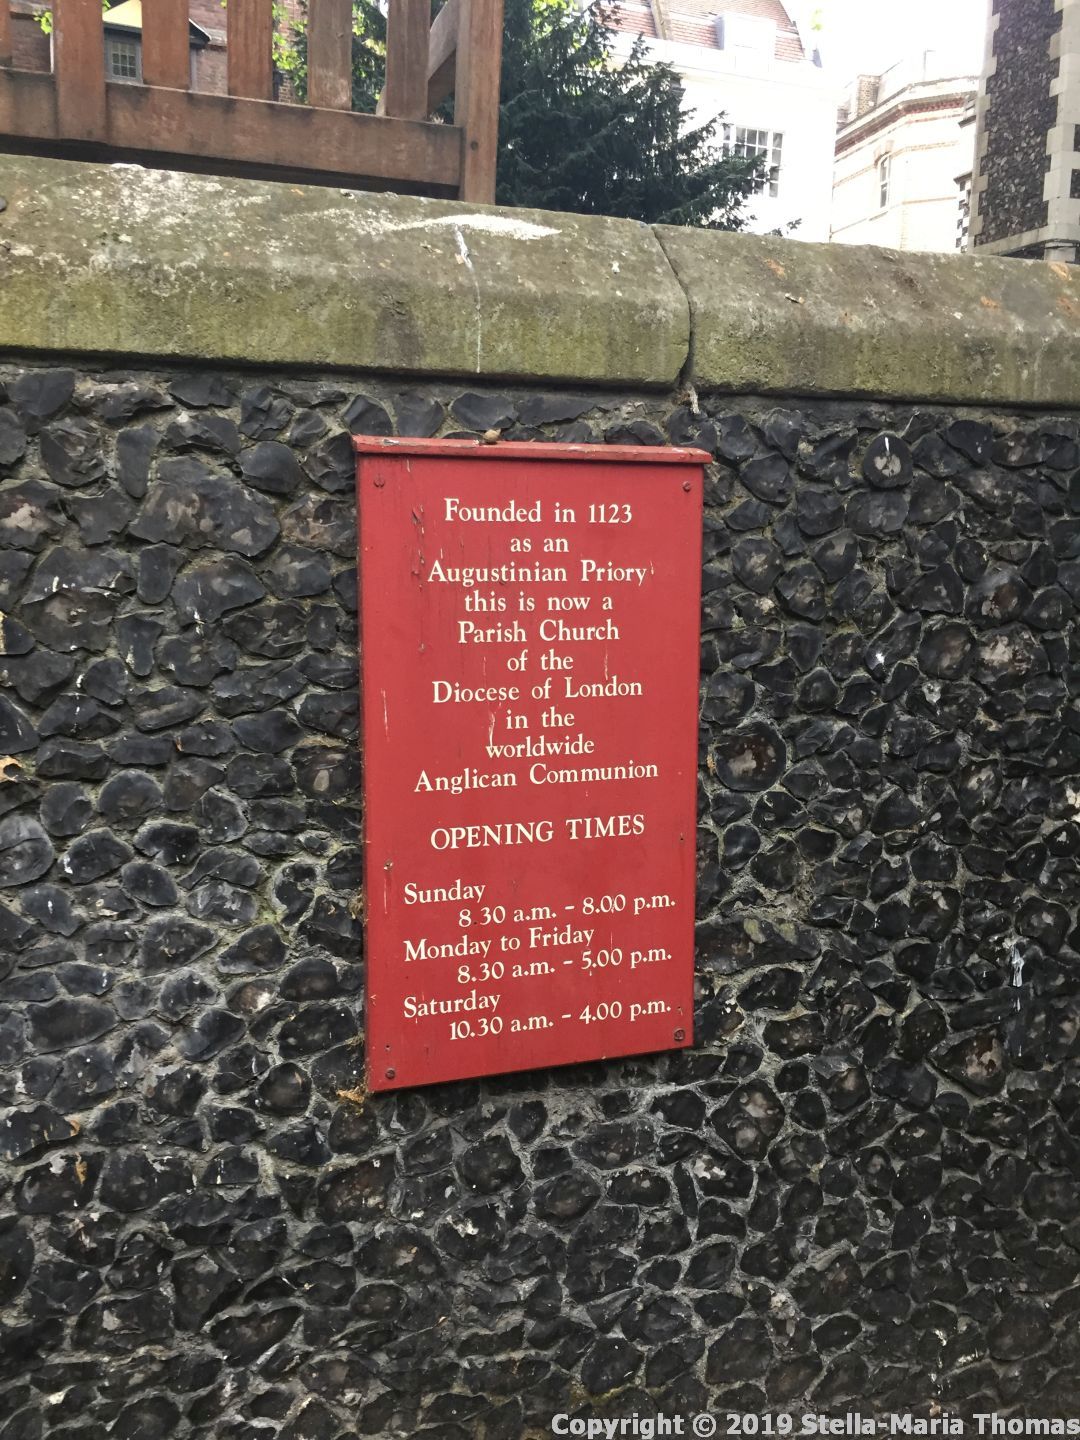 Founded in 1123
as an
Augustinian Priory
this is now a
Parish Church
of the
Diocese of London
in the
worldwide
Anglican Communion
OPENING TIMES
Sunday
8.30 a.m. - 8.00 p.m.
Monday to Friday
8.30 a.m. - 5.00 p.m.
Saturday
10.30 a.m. - 4.00 p.m.
Copyright © 2019 Stella-Maria Thomas